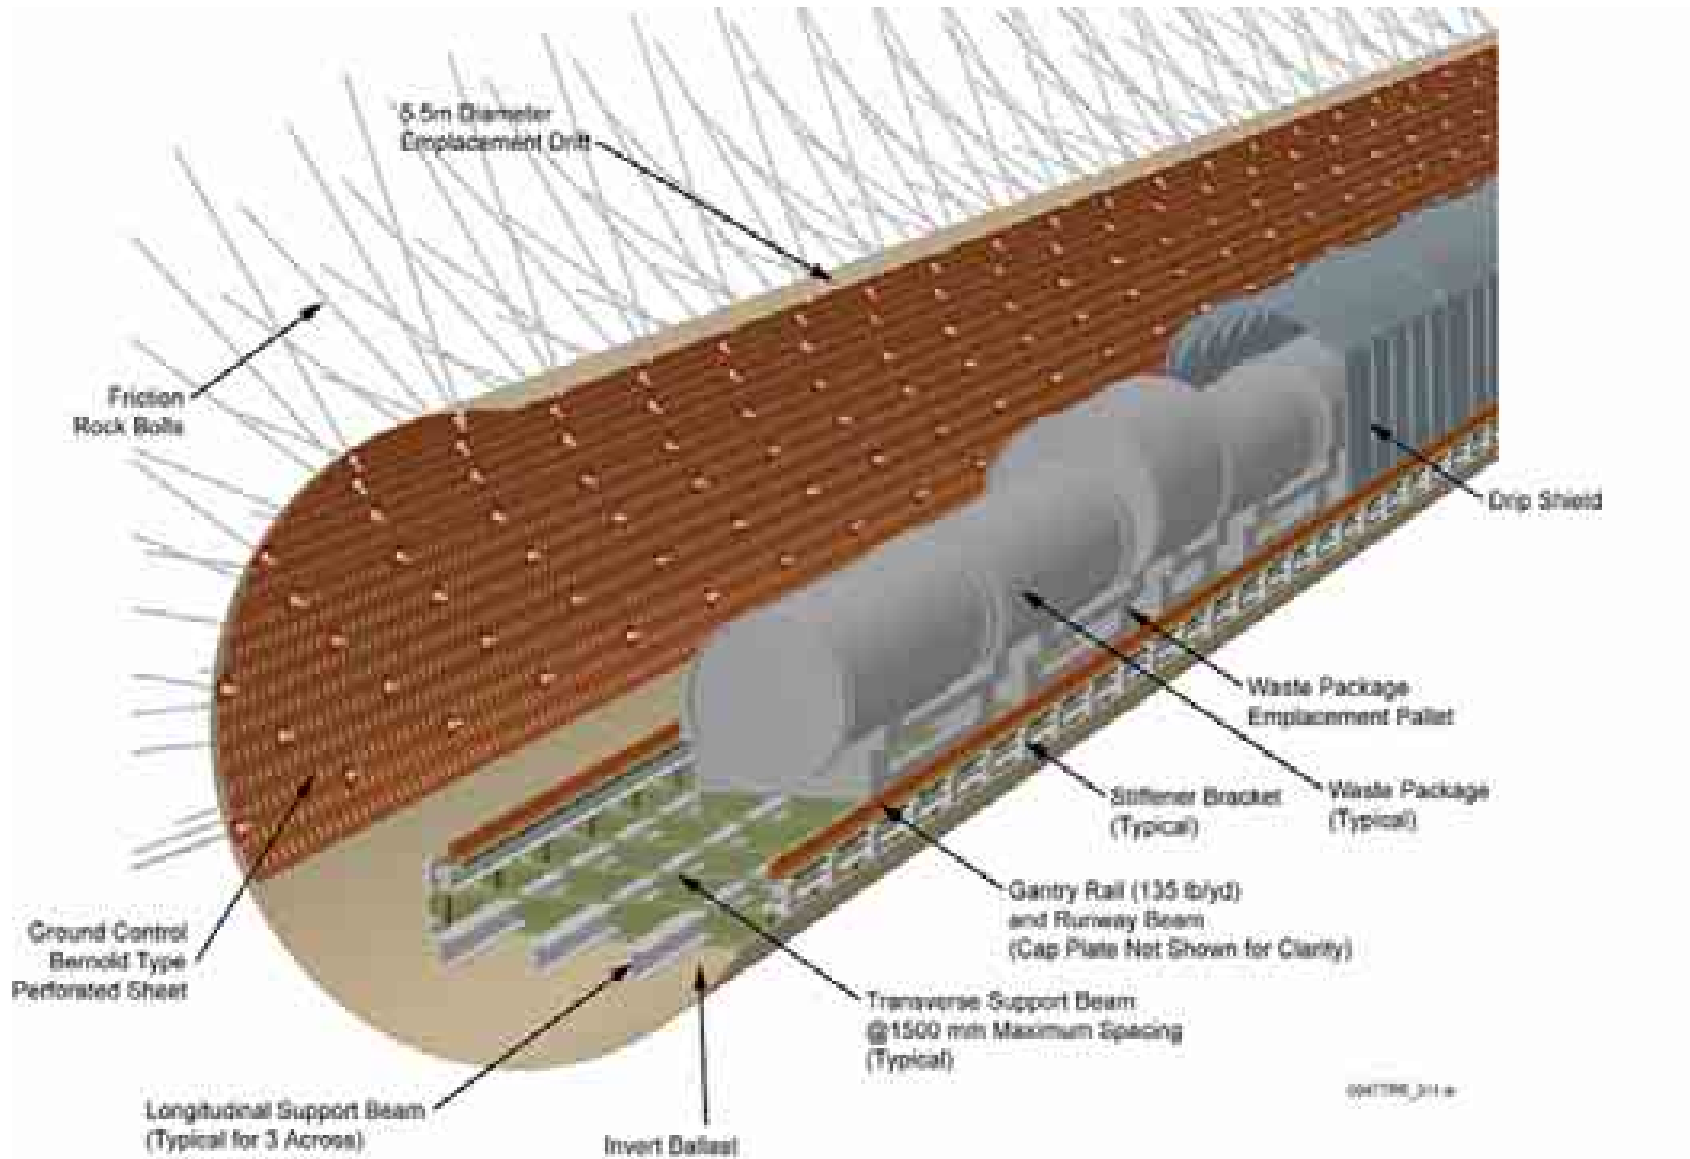 5.5m Diameter
Emplacement Drift
Friction
Rock Bolts
Drip Shield
Waste Package
Emplacement Pallet
Waste Package
(Typical)
Stiffener Bracket
(Typical)
Gantry Rail (135 lb/yd)
and Runway Beam
(Cap Plate Not Shown for Clarity)
Ground Control
Bernold Type
Perforated Sheet
Transverse Support Beam
@1500 mm Maximum Spacing
(Typical)
Longitudinal Support Beam
(Typical for 3 Across)
Invert Ballast